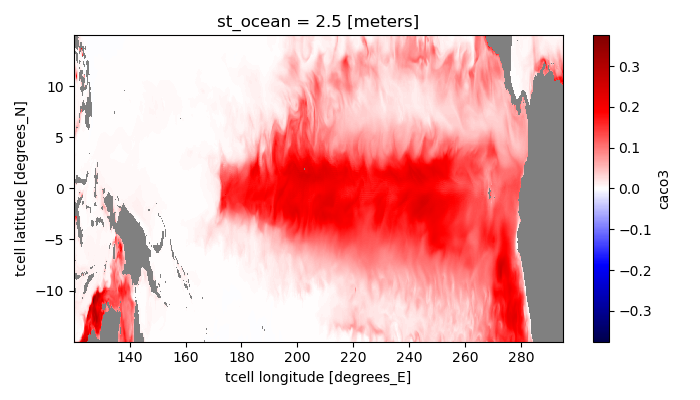 st_ocean = 2.5 [meters]
10
5
0
−5
−10
tcell latitude [degrees_N]
140 160 180 200 220 240 260 280
tcell longitude [degrees_E]
0.3
0.2
0.1
0.0
−0.1
−0.2
−0.3
caco3